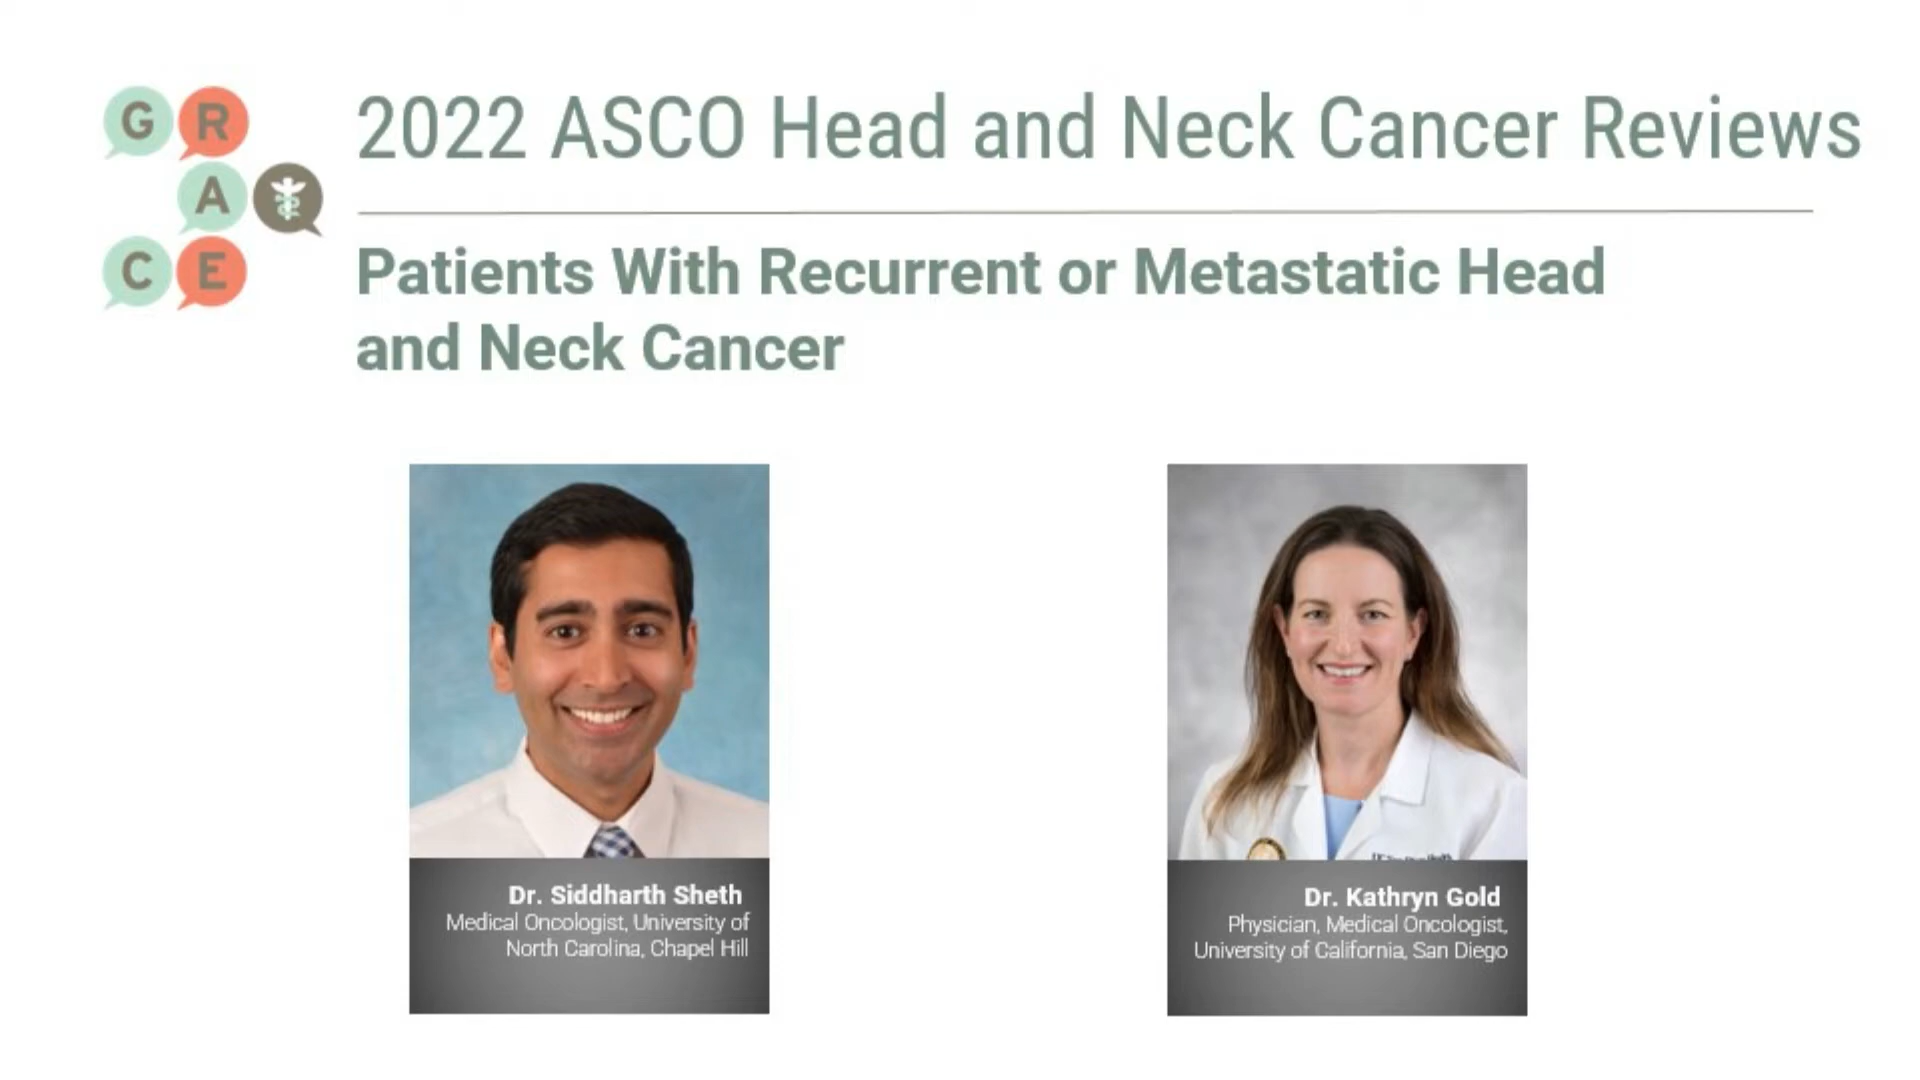 G R
A
C E
2022 ASCO Head and Neck Cancer Reviews
Patients With Recurrent or Metastatic Head
and Neck Cancer
Dr. Siddharth Sheth
Medical Oncologist, University of
North Carolina, Chapel Hill
Dr. Kathryn Gold
Physician, Medical Oncologist,
University of California, San Diego